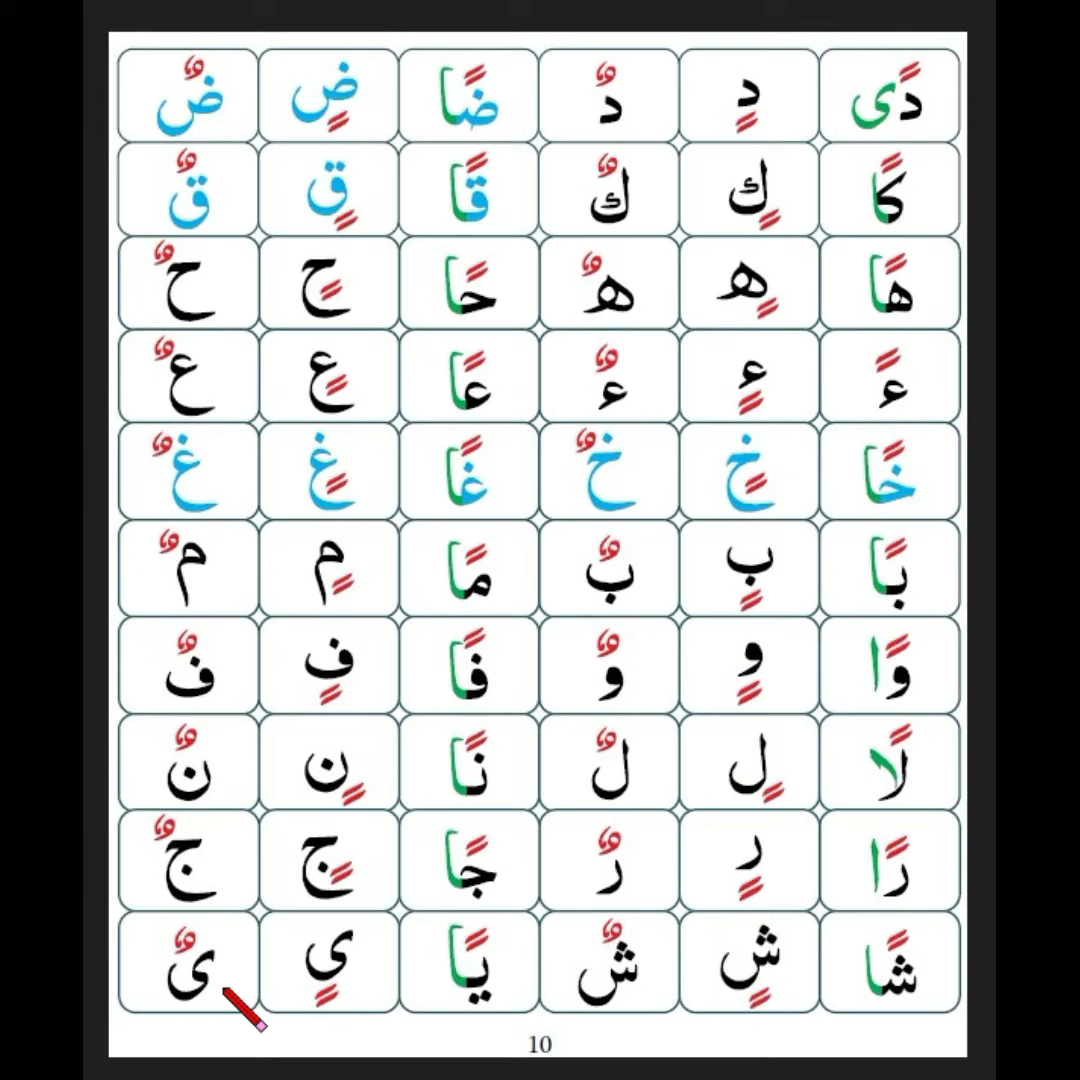 دًى دٍ دٌ ضًا ضٍ ضٌ
كًا كٍ كٌ قًا قٍ قٌ
هًا هٍ هٌ حًا حٍ حٌ
ءً ءٍ ءٌ عًا عٍ عٌ
خًا خٍ خٌ غًا غٍ غٌ
بًا بٍ بٌ مًا مٍ مٌ
وًا وٍ وٌ فًا فٍ فٌ
لًا لٍ لٌ نًا نٍ نٌ
رًا رٍ رٌ جًا جٍ جٌ
شًا شٍ شٌ يًا یٍ یٌ
10